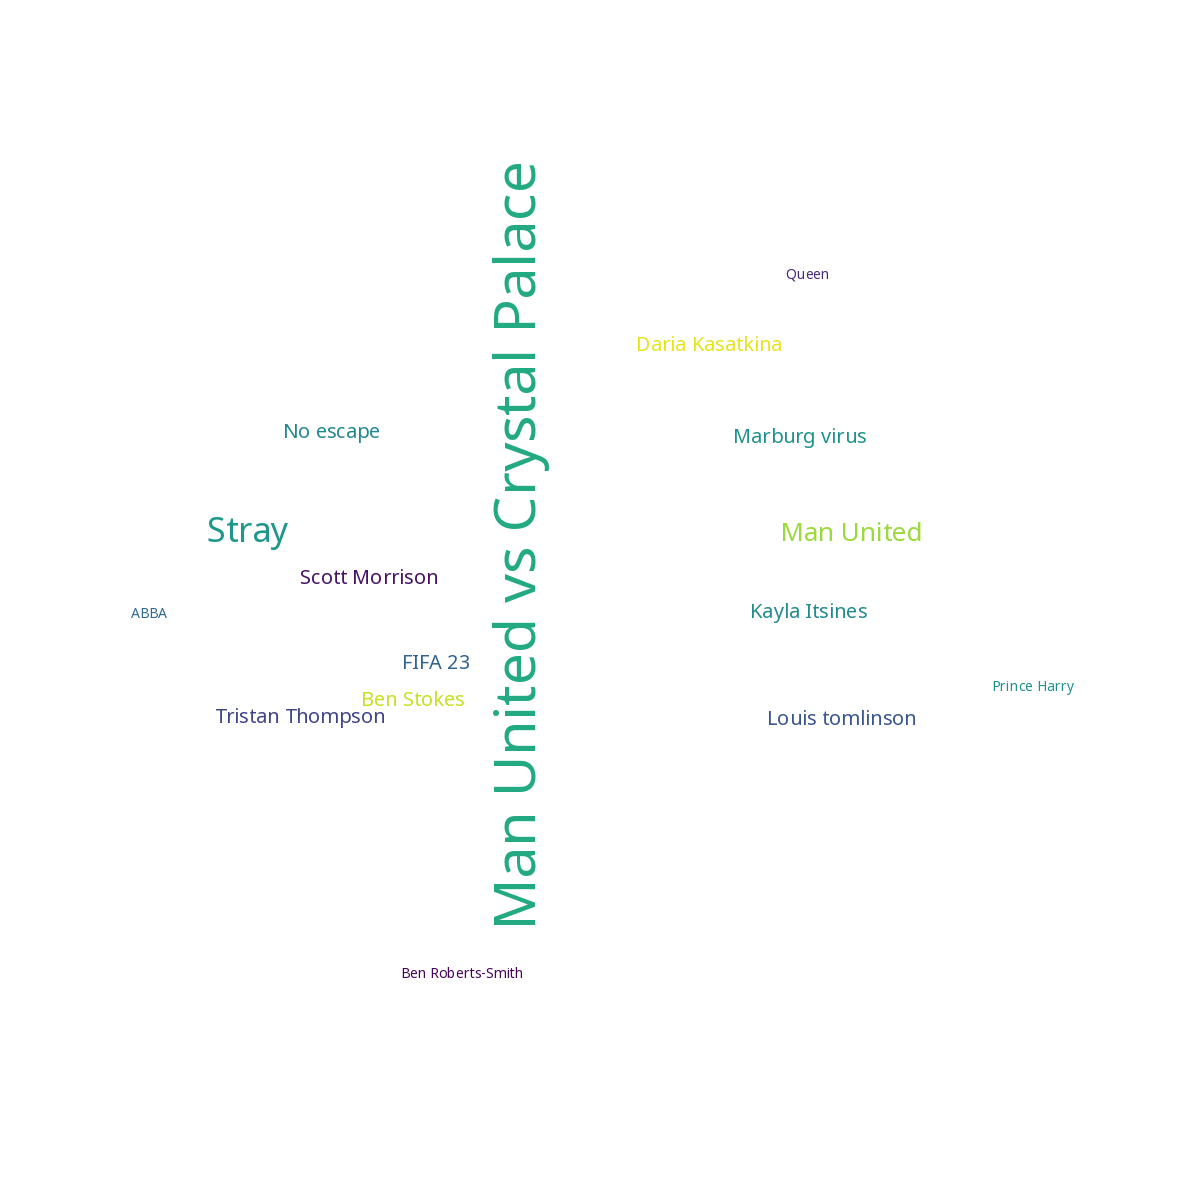 Man United vs Crystal Palace
Queen
Daria Kasatkina
No escape
Marburg virus
Stray
Man United
Scott Morrison
ABBA
Kayla Itsines
FIFA 23
Prince Harry
Ben Stokes
Tristan Thompson
Louis tomlinson
Ben Roberts-Smith